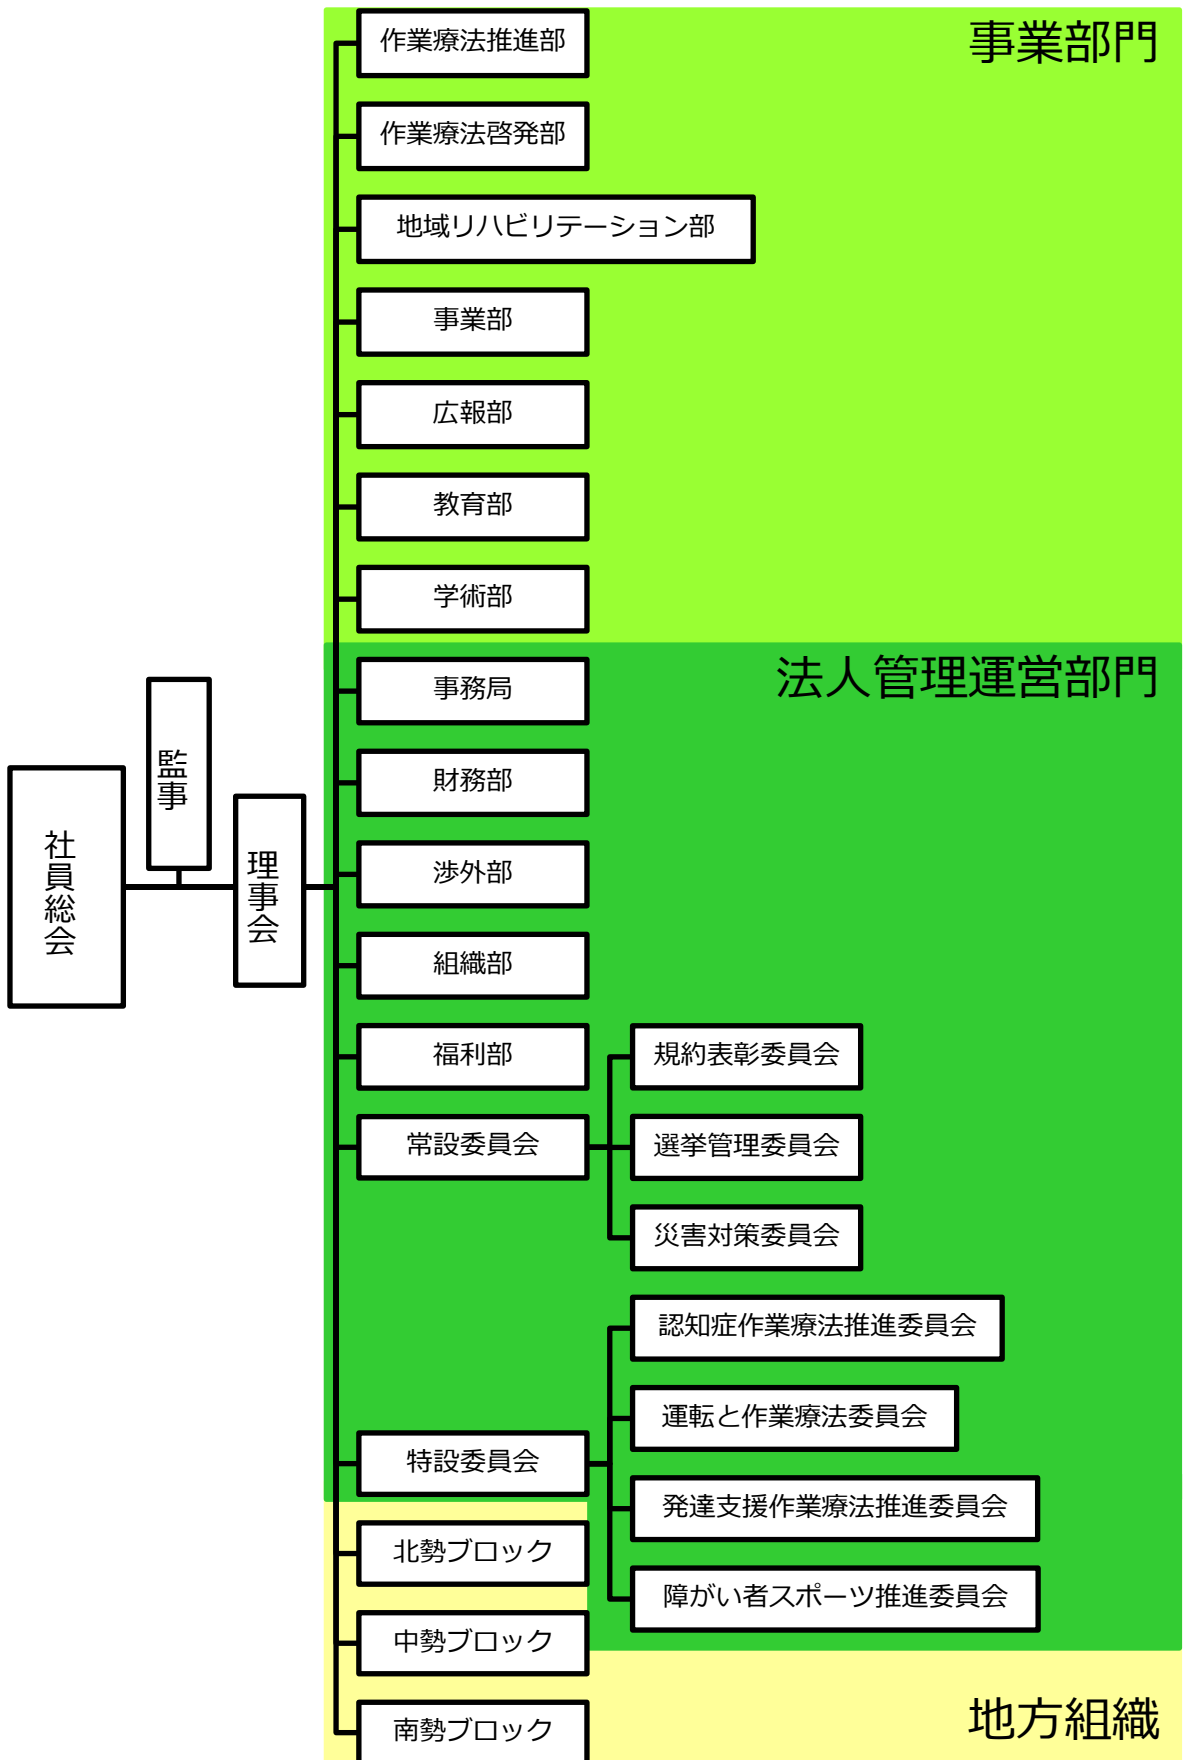 事業部門
作業療法推進部
作業療法啓発部
地域リハビリテーション部
事業部
広報部
教育部
学術部
法人管理運営部門
事務局
財務部
渉外部
組織部
福利部
常設委員会
規約表彰委員会
選挙管理委員会
災害対策委員会
特設委員会
認知症作業療法推進委員会
運転と作業療法委員会
発達支援作業療法推進委員会
障がい者スポーツ推進委員会
地方組織
北勢ブロック
中勢ブロック
南勢ブロック
社員総会
監事
理事会